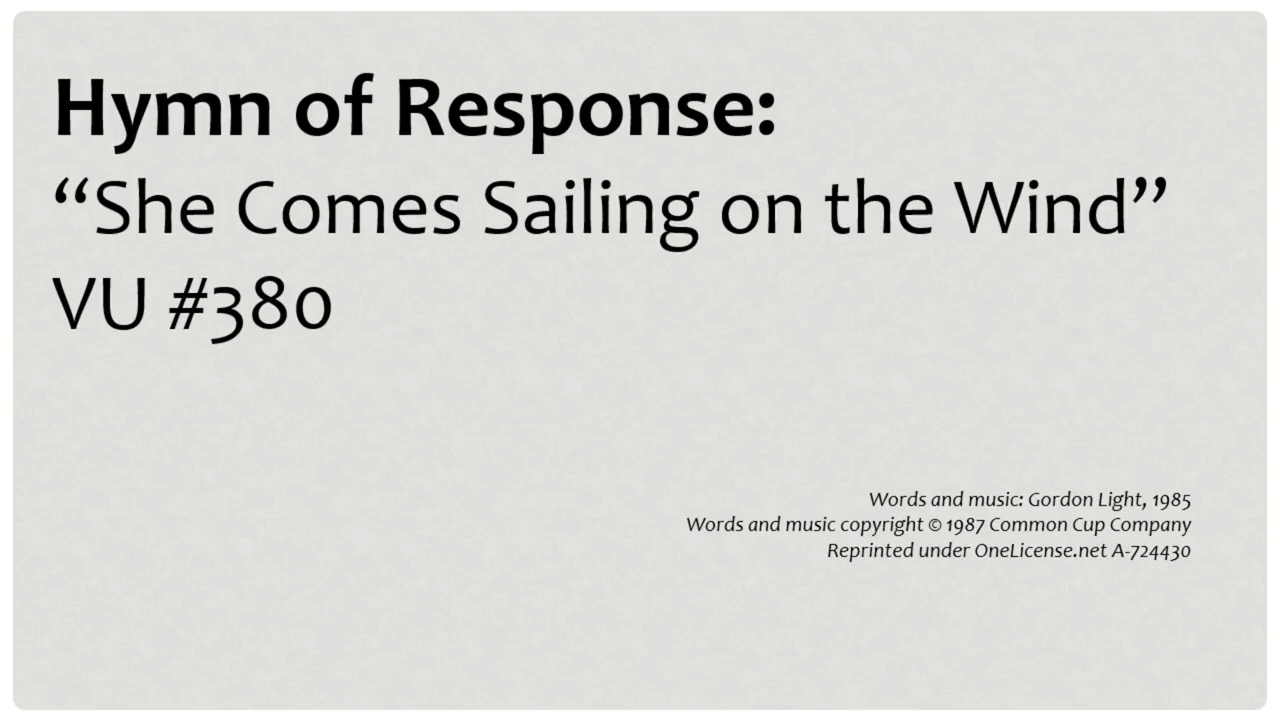 Hymn of Response:
“She Comes Sailing on the Wind”
VU #380
Words and music: Gordon Light, 1985
Words and music copyright © 1987 Common Cup Company
Reprinted under OneLicense.net A-724430